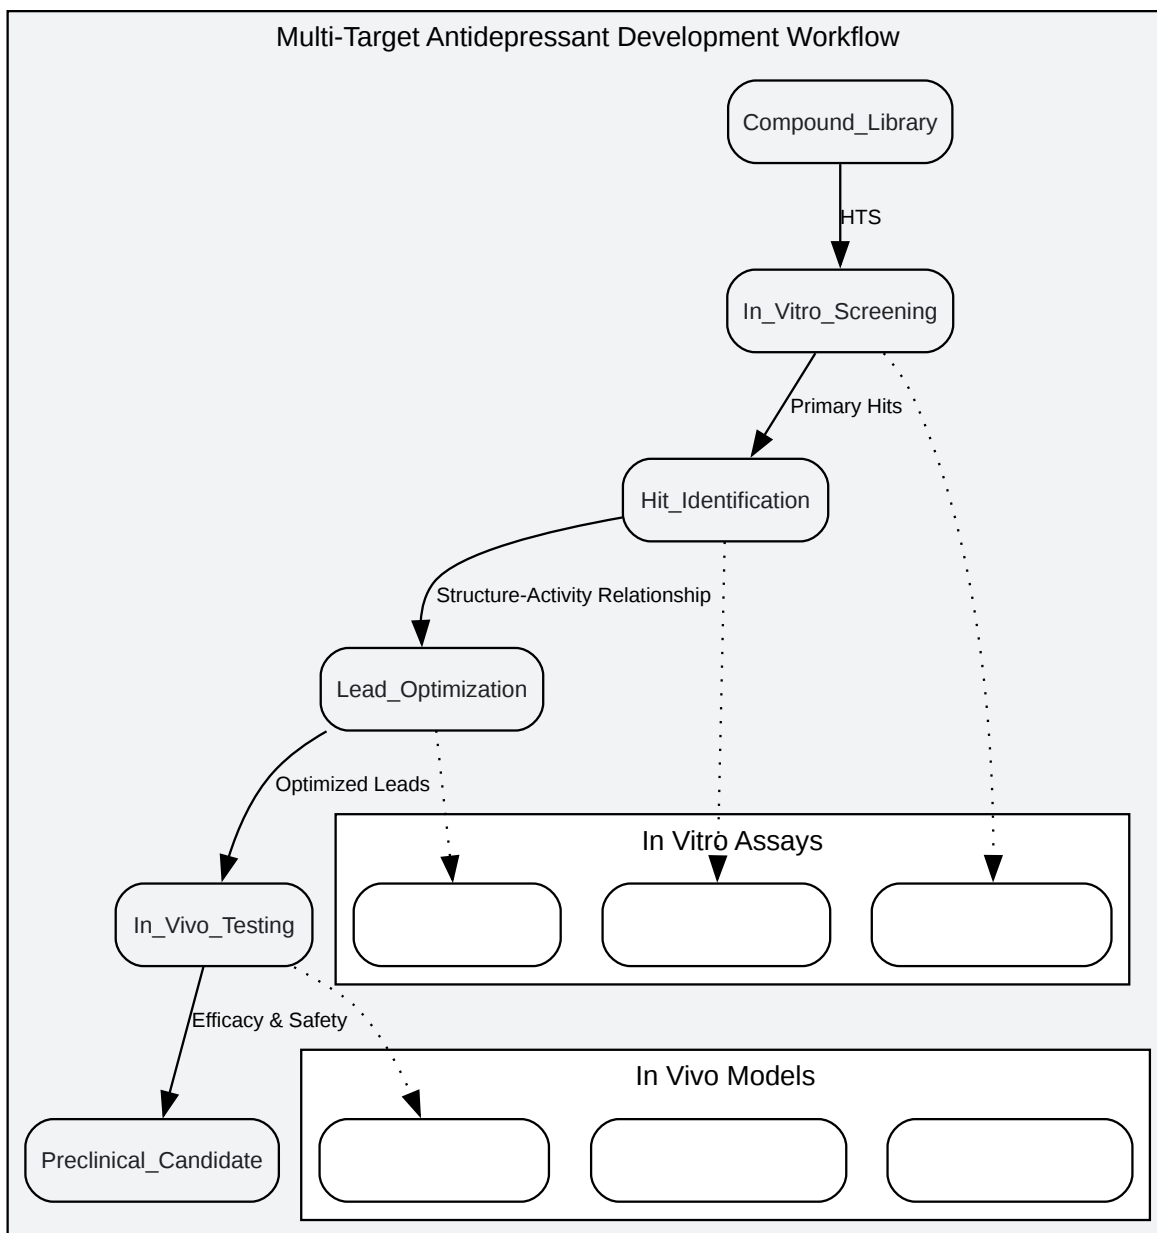 Multi-Target Antidepressant Development Workflow
Compound_Library
HTS
In_Vitro_Screening
Primary Hits
Hit_Identification
Structure-Activity Relationship
Lead_Optimization
Optimized Leads
In Vitro Assays
In_Vivo_Testing
Efficacy & Safety
In Vivo Models
Preclinical_Candidate